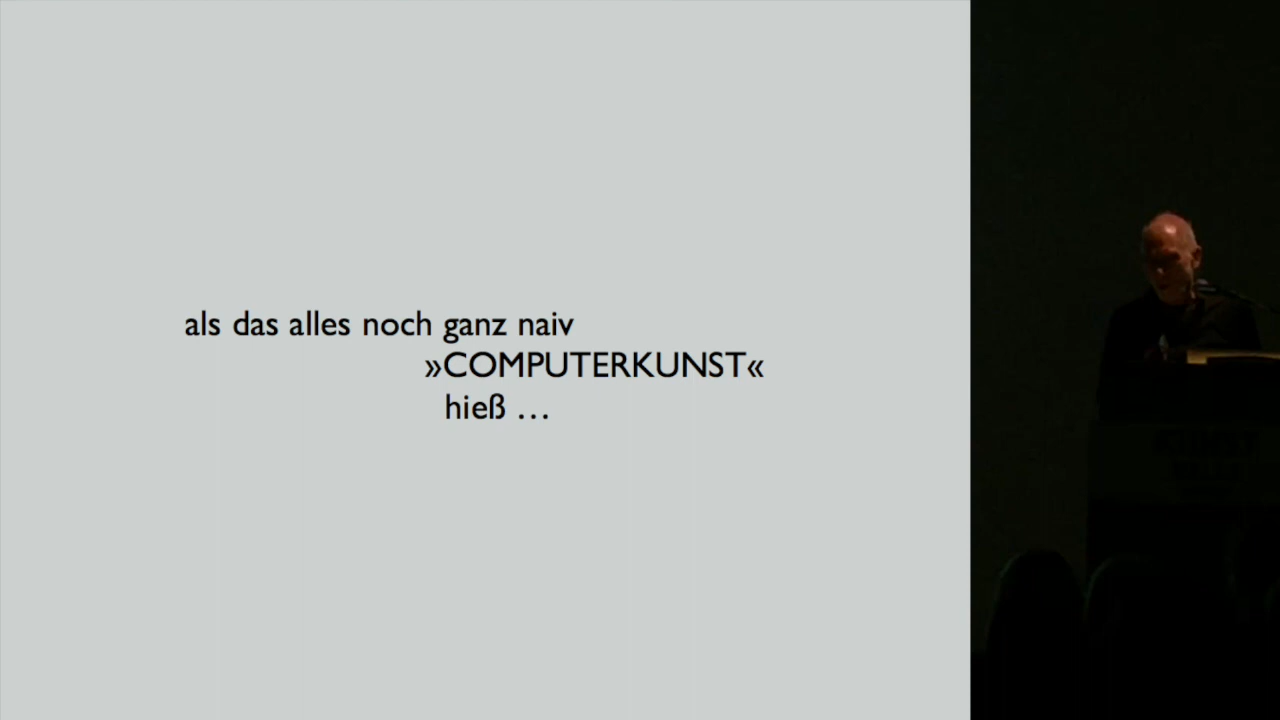 als das alles noch ganz naiv
»COMPUTERKUNST«
hieß …